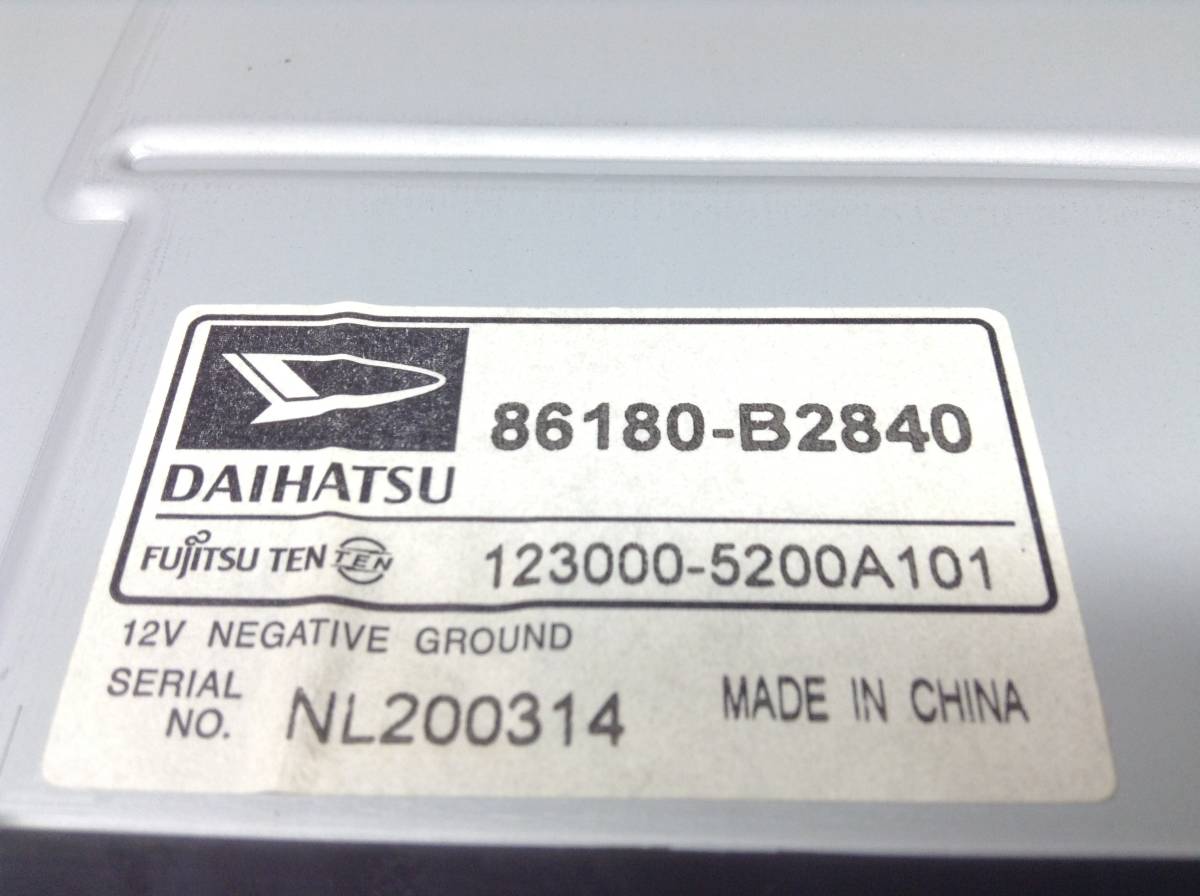 86180-B2840
DAIHATSU
FUJITSU TEN TEN 123000-5200A101
12V NEGATIVE GROUND
SERIAL NO. NL200314 MADE IN CHINA